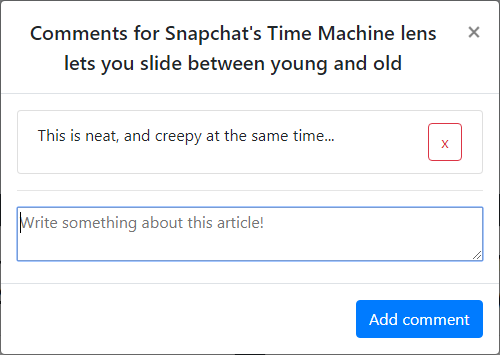 Comments for Snapchat's Time Machine lens
lets you slide between young and old
×
This is neat, and creepy at the same time...
x
Write something about this article!
Add comment